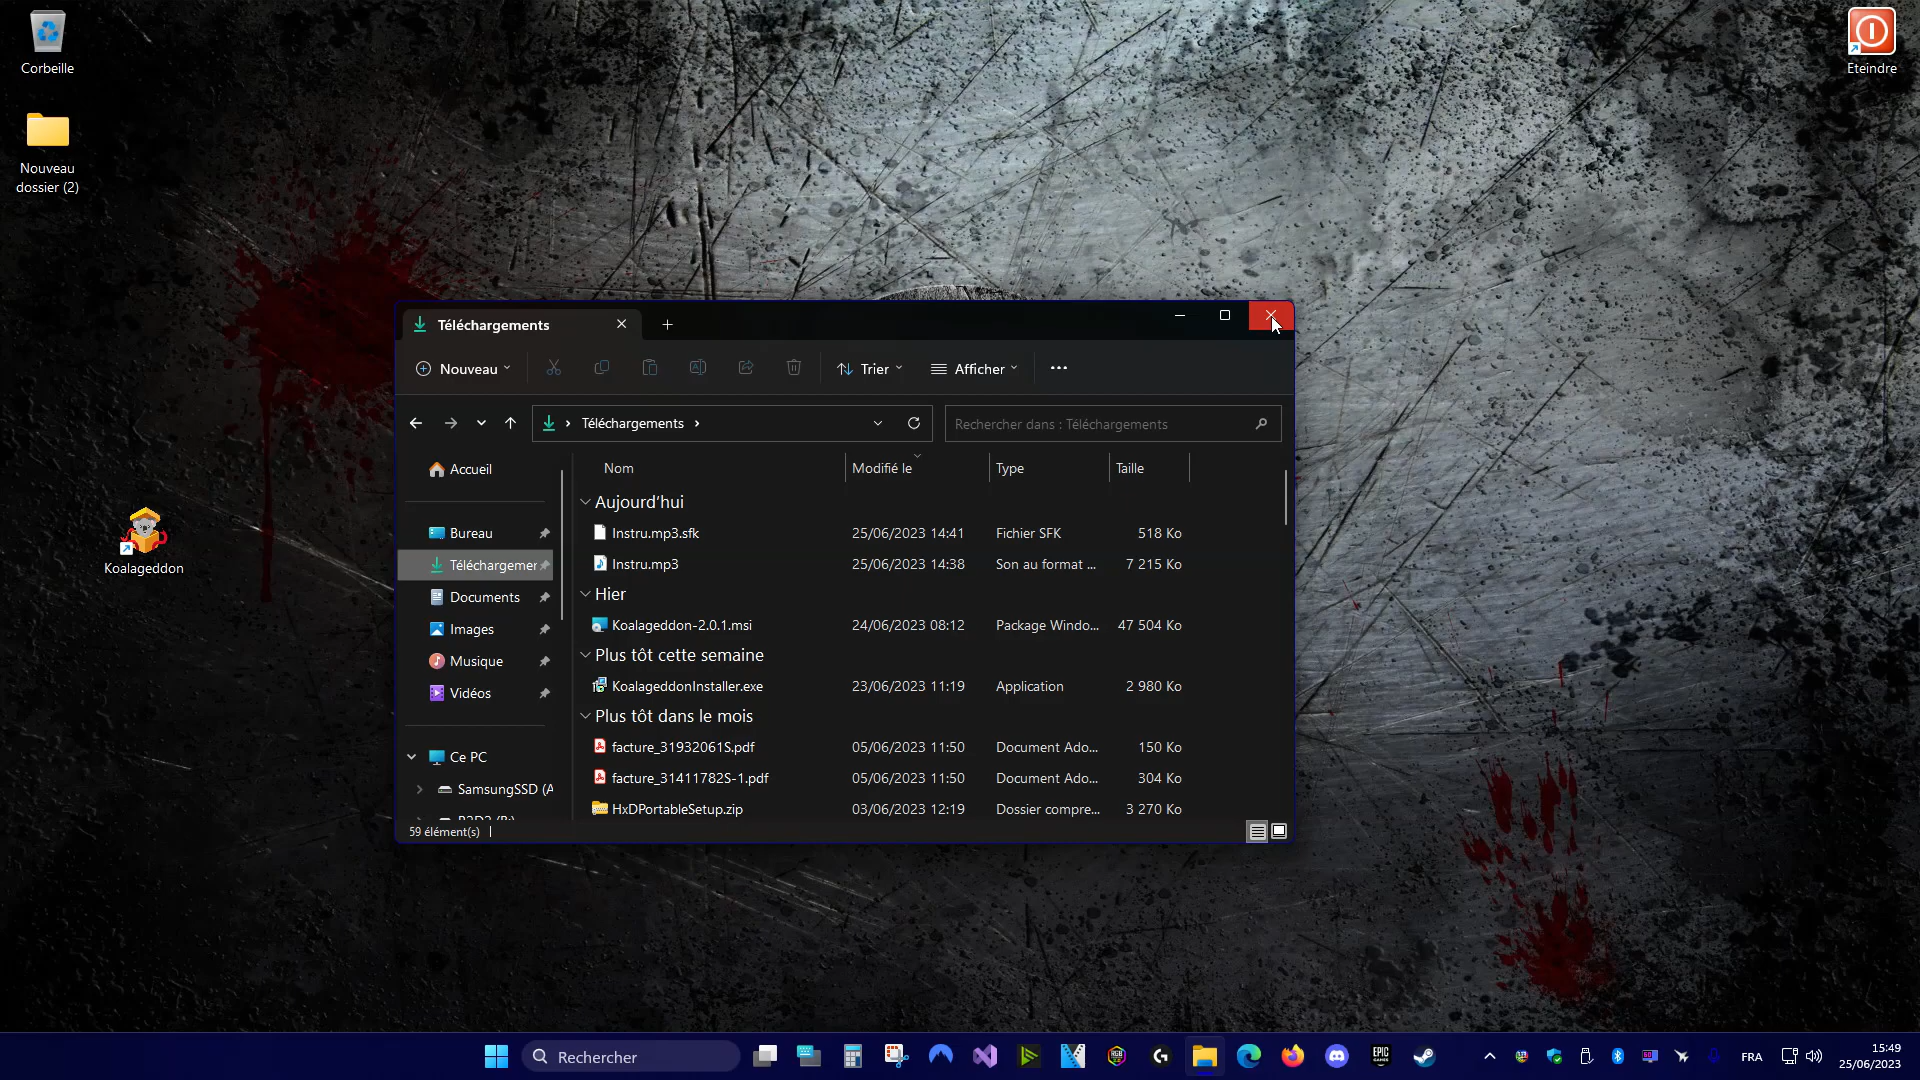 Corbeille
Eteindre
Nouveau
dossier (2)
Koalageddon
Téléchargements
Nouveau
Trier
Afficher
Téléchargements
Rechercher dans : Téléchargements
Accueil
Nom
Modifié le
Type
Taille
Aujourd'hui
Bureau
Instru.mp3.sfk 25/06/2023 14:41 Fichier SFK 518 Ko
Téléchargemer
Instru.mp3 25/06/2023 14:38 Son au format ... 7 215 Ko
Documents
Hier
Images
Koalageddon-2.0.1.msi 24/06/2023 08:12 Package Windo... 47 504 Ko
Musique
Plus tôt cette semaine
Vidéos
KoalageddonInstaller.exe 23/06/2023 11:19 Application 2 980 Ko
Plus tôt dans le mois
Ce PC
facture_31932061S.pdf 05/06/2023 11:50 Document Ado... 150 Ko
facture_31411782S-1.pdf 05/06/2023 11:50 Document Ado... 304 Ko
SamsungSSD (A
HxDPortableSetup.zip 03/06/2023 12:19 Dossier compre... 3 270 Ko
59 élément(s)
Rechercher
EPIC
GAMES
FRA
15:49
25/06/2023